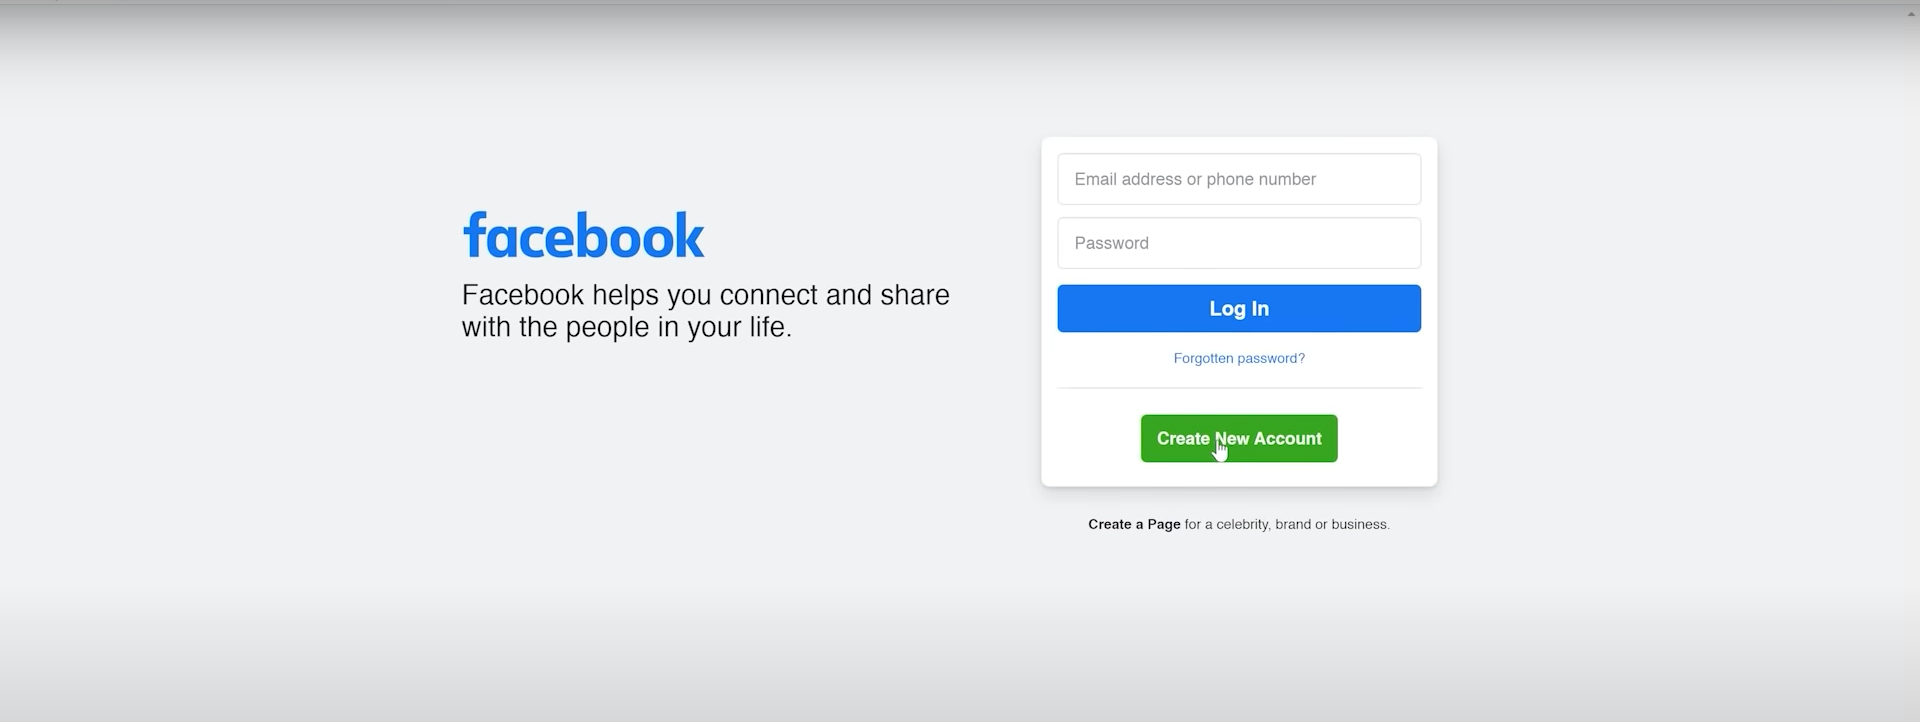 facebook
Facebook helps you connect and share
with the people in your life.
Email address or phone number
Password
Log In
Forgotten password?
Create New Account
Create a Page for a celebrity, brand or business.